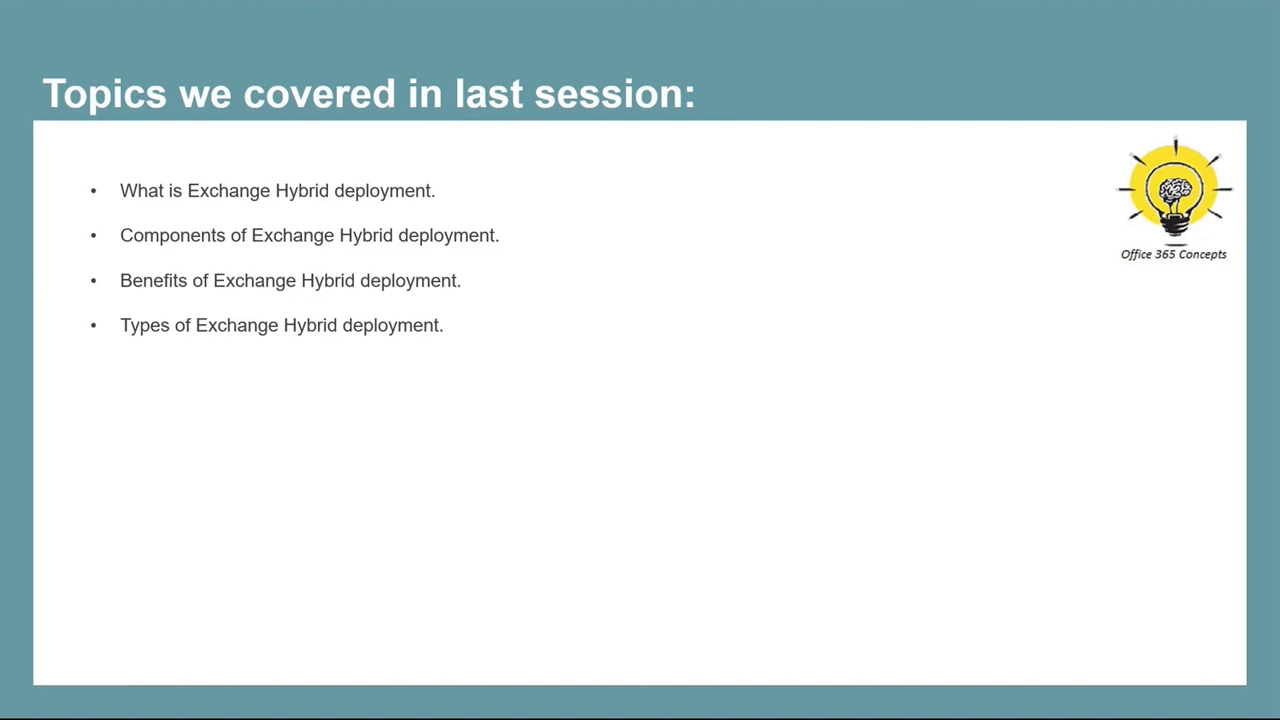 Topics we covered in last session:
• What is Exchange Hybrid deployment.
• Components of Exchange Hybrid deployment.
• Benefits of Exchange Hybrid deployment.
• Types of Exchange Hybrid deployment.
Office 365 Concepts